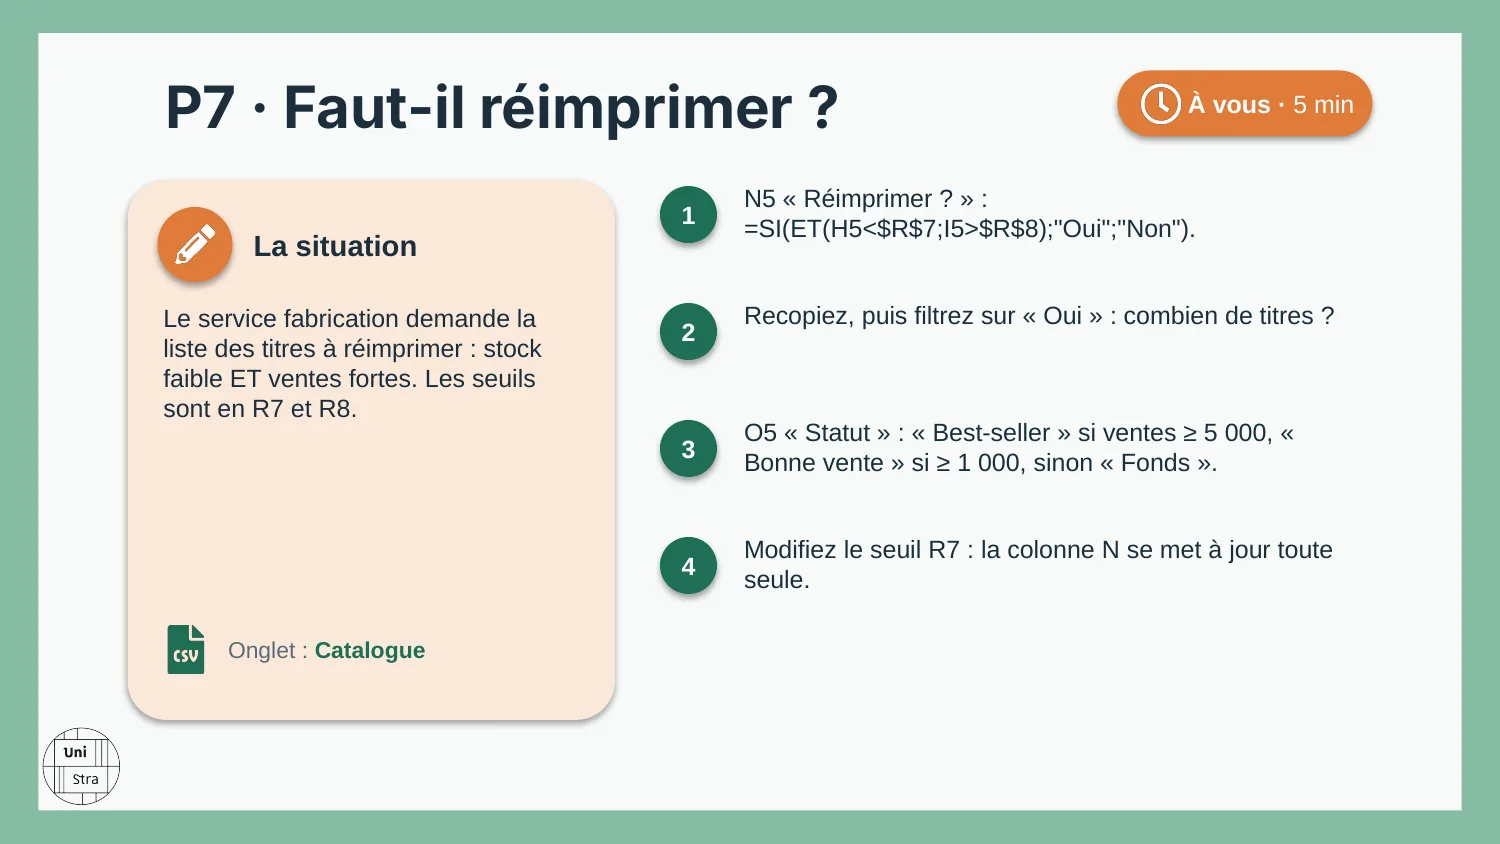 P7 · Faut-il réimprimer ?
À vous · 5 min
La situation
Le service fabrication demande la
liste des titres à réimprimer : stock
faible ET ventes fortes. Les seuils
sont en R7 et R8.
CSV
Onglet : Catalogue
1
N5 « Réimprimer ? » :
=SI(ET(H5<$R$7;I5>$R$8);"Oui";"Non").
2
Recopiez, puis filtrez sur « Oui » : combien de titres ?
3
O5 « Statut » : « Best-seller » si ventes ≥ 5 000, «
Bonne vente » si ≥ 1 000, sinon « Fonds ».
4
Modifiez le seuil R7 : la colonne N se met à jour toute
seule.
Uni
Stra